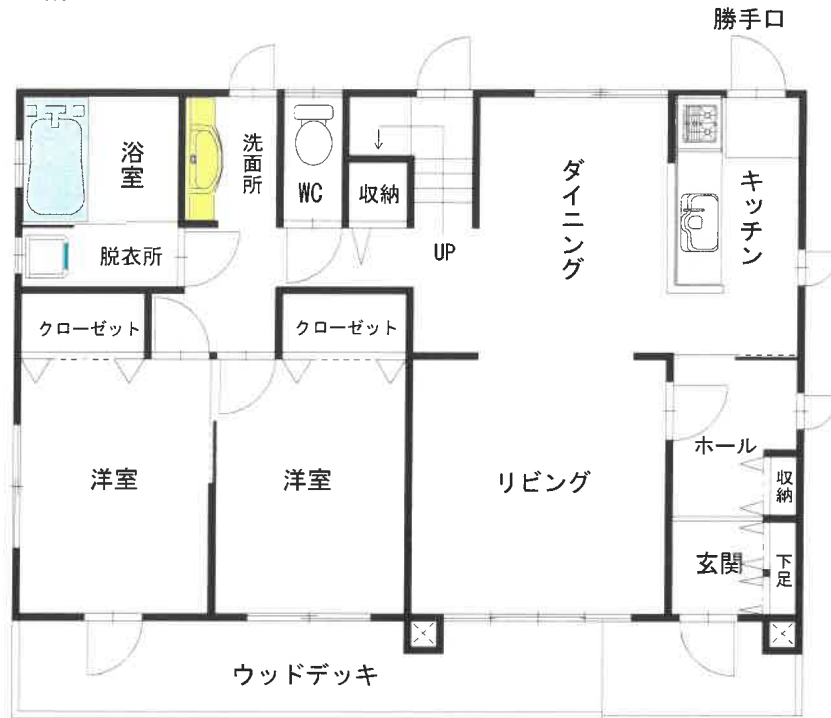 勝手口
浴室
洗面所
WC
収納
UP
ダイニング
キッチン
脱衣所
クローゼット
クローゼット
洋室
洋室
リビング
ホール
収納
玄関
下足
ウッドデッキ